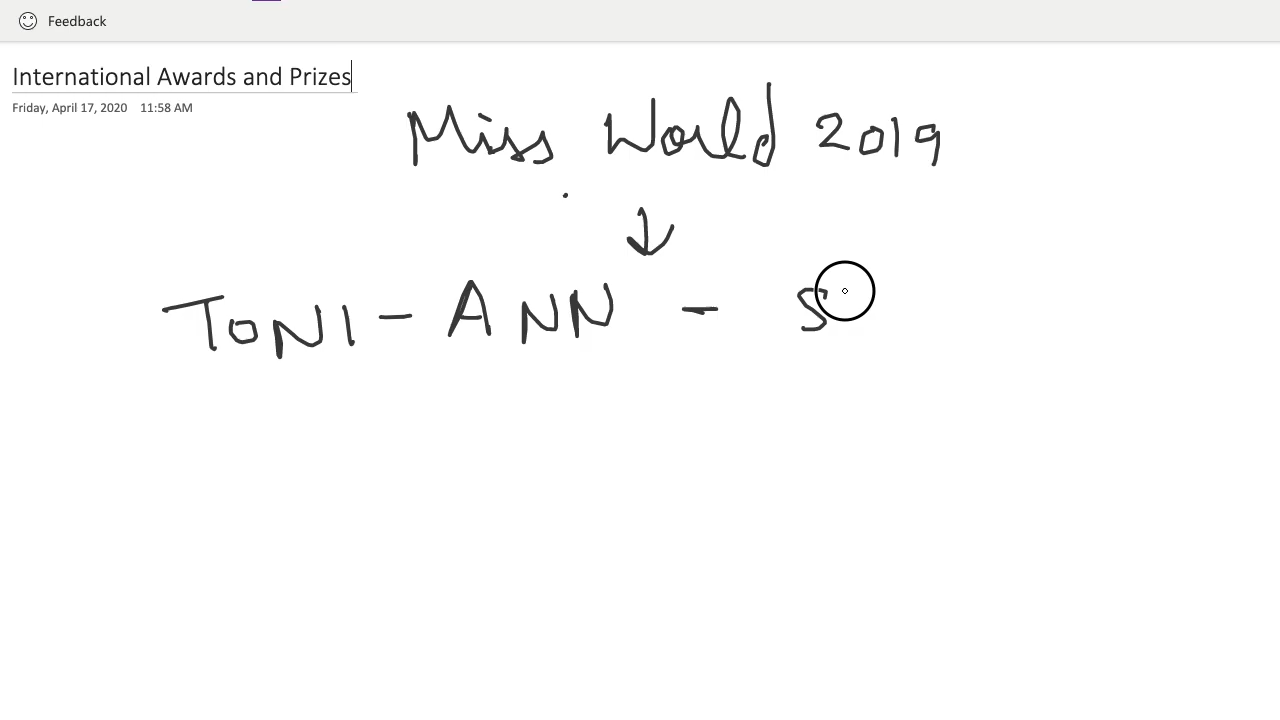 Feedback
International Awards and Prizes
Friday, April 17, 2020 11:58 AM
Miss World 2019
TONI - ANN - S